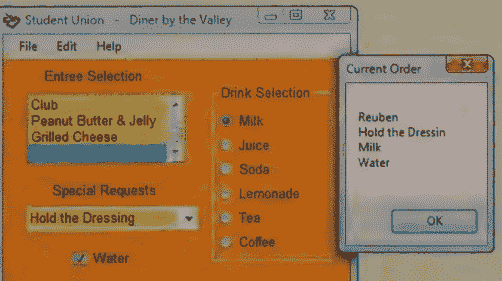 Student Union - Diner by the Valley
File Edit Help
Entree Selection
Club
Peanut Butter & Jelly
Grilled Cheese
Special Requests
Hold the Dressing
Water
Drink Selection
Milk
Juice
Soda
Lemonade
Tea
Coffee
Current Order
Reuben
Hold the Dressin
Milk
Water
OK